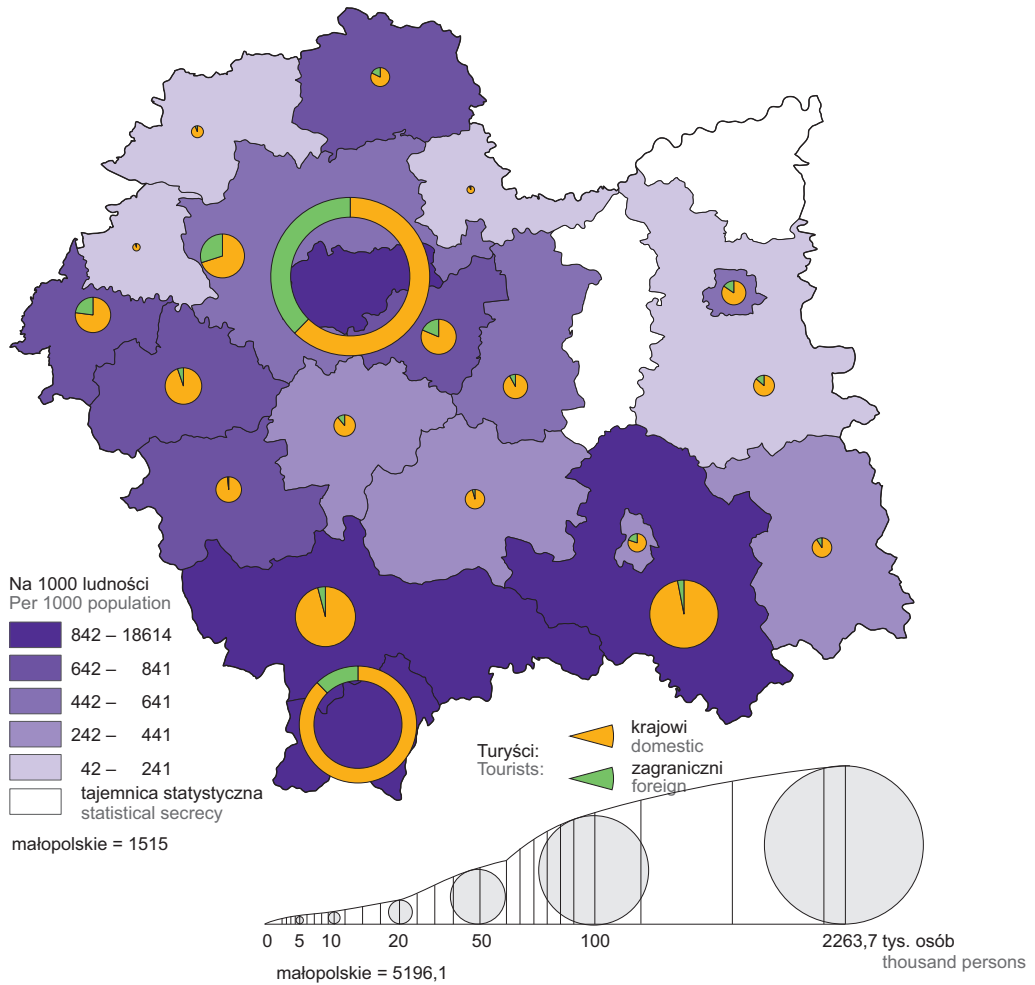 Na 1000 ludności
Per 1000 population
842 – 18614
642 – 841
442 – 641
242 – 441
42 – 241
tajemnica statystyczna
statistical secrecy
małopolskie = 1515
Turyści:
Tourists:
krajowi
domestic
zagraniczni
foreign
0 5 10 20 50 100 2263,7 tys. osób
thousand persons
małopolskie = 5196,1